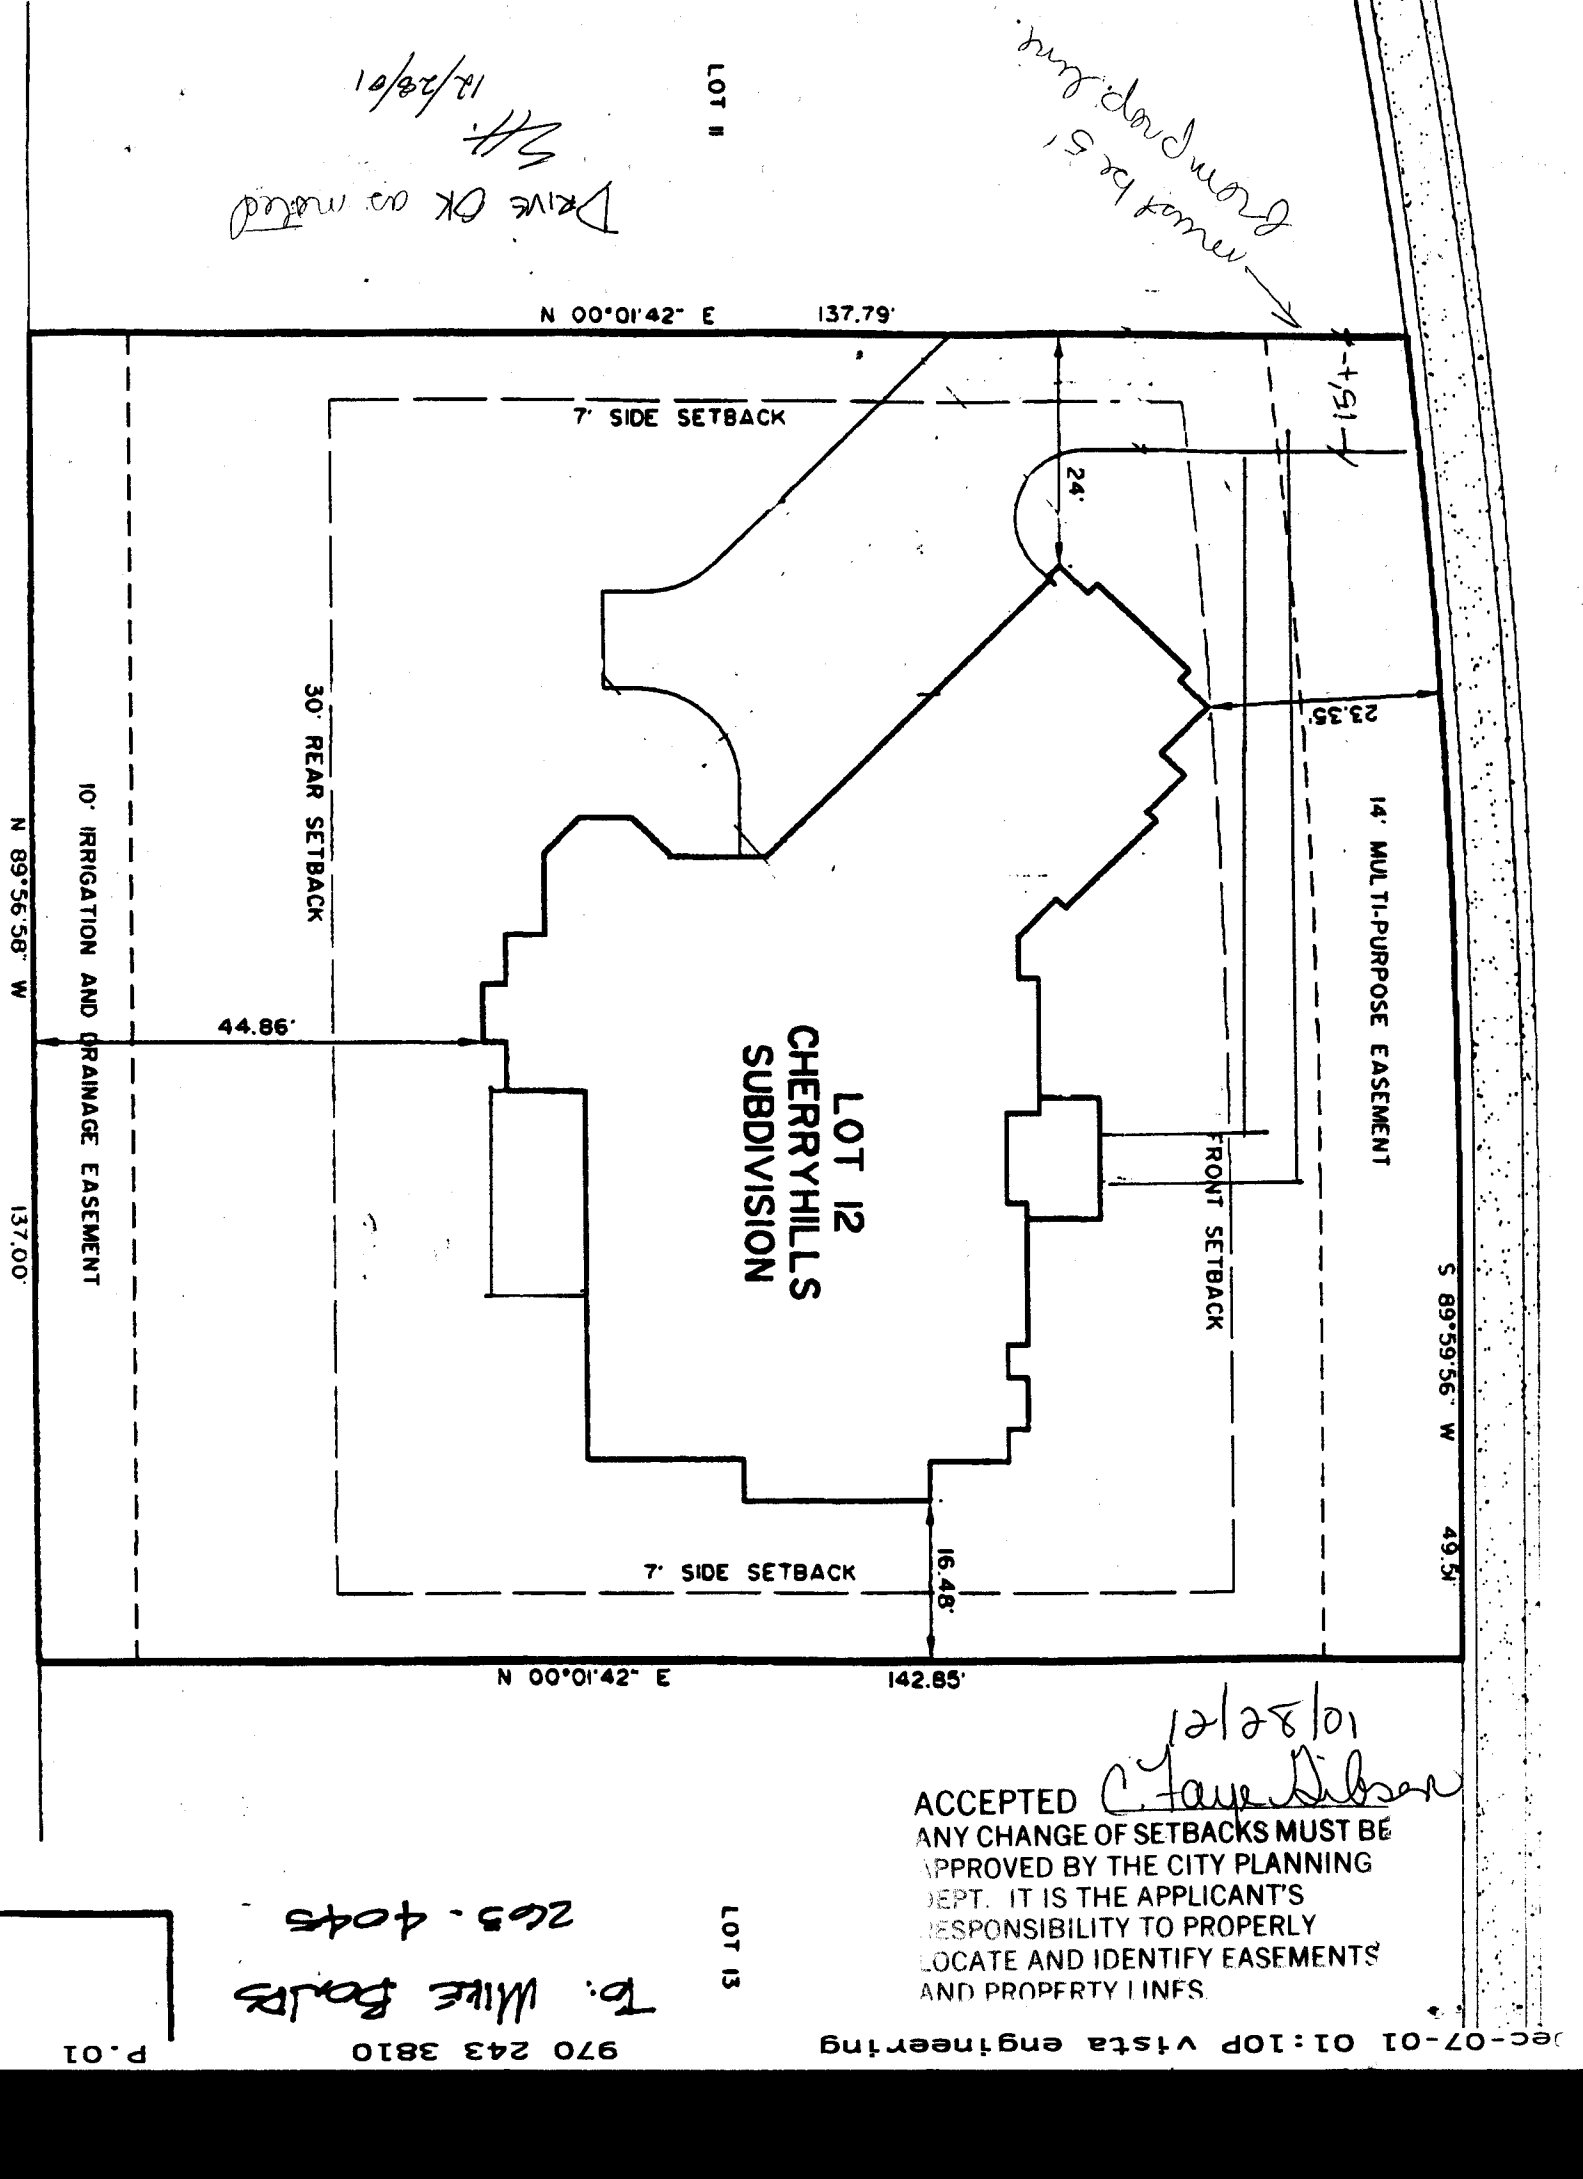 must be 5'
from prop. line.
LOT 11
12/28/01
DRIVE OK as noted
N 00°01'42" E 137.79'
15'+
7' SIDE SETBACK
24'
23.35'
30' REAR SETBACK
10' IRRIGATION AND DRAINAGE EASEMENT
N 89°56'58" W 137.00'
44.86'
LOT 12
CHERRYHILLS
SUBDIVISION
14' MULTI-PURPOSE EASEMENT
FRONT SETBACK
S 89°59'56" W 49.51'
7' SIDE SETBACK
16.48'
N 00°01'42" E 142.85'
12/28/01
ACCEPTED C. Faye Gibson
ANY CHANGE OF SETBACKS MUST BE
APPROVED BY THE CITY PLANNING
DEPT. IT IS THE APPLICANT'S
RESPONSIBILITY TO PROPERLY
LOCATE AND IDENTIFY EASEMENTS
AND PROPERTY LINES.
LOT 13
To: MIKE BONDS
263-4045
Dec-07-01 01:10P vista engineering 970 243 3810 P.01